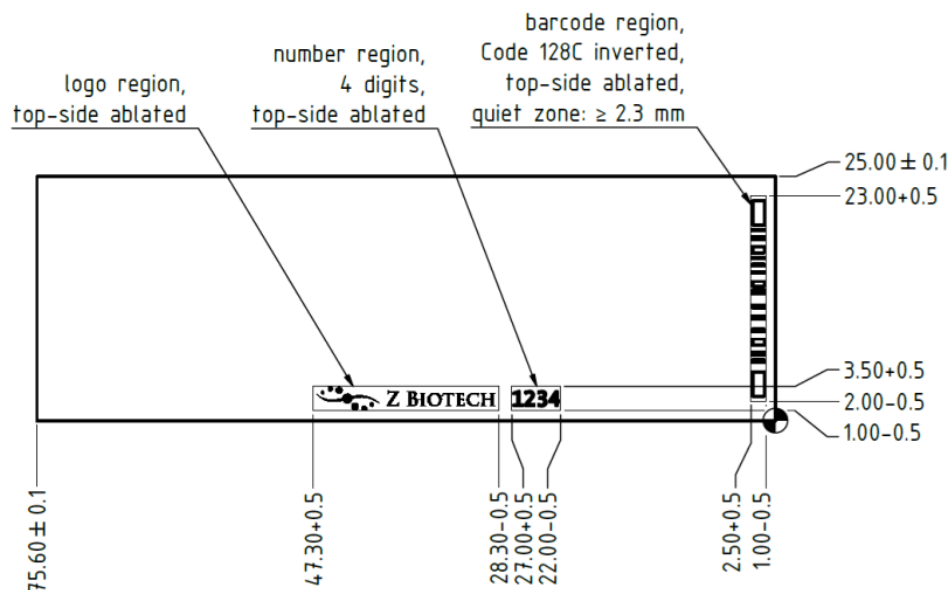 logo region,
top-side ablated
number region,
4 digits,
top-side ablated
barcode region,
Code 128C inverted,
top-side ablated,
quiet zone: ≥ 2.3 mm
25.00 ± 0.1
23.00+0.5
Z BIOTECH
1234
3.50+0.5
2.00-0.5
1.00-0.5
75.60 ± 0.1
47.30+0.5
28.30-0.5
27.00+0.5
22.00-0.5
2.50+0.5
1.00-0.5